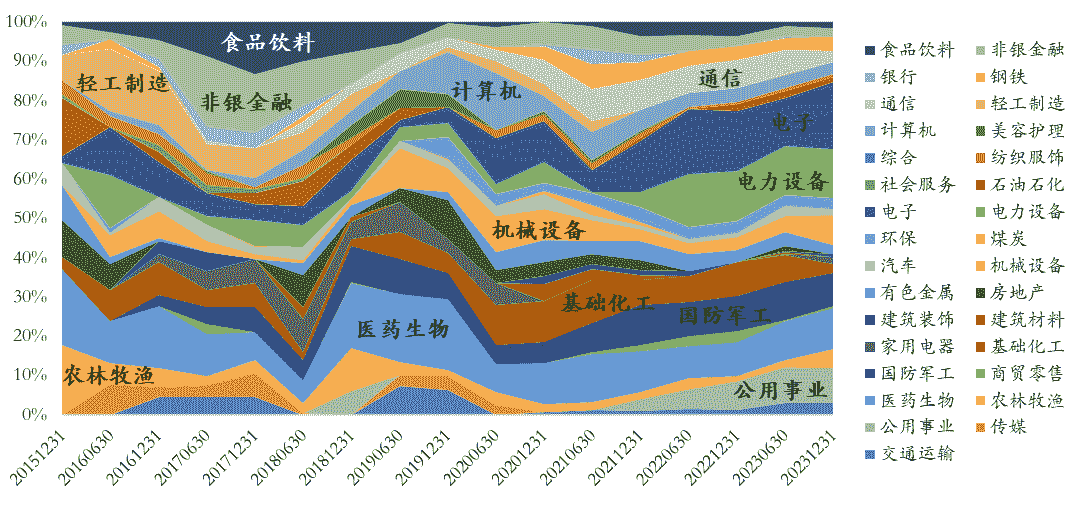 100%
90%
80%
70%
60%
50%
40%
30%
20%
10%
0%
食品饮料
轻工制造
非银金融
计算机
通信
电子
电力设备
机械设备
基础化工
国防军工
医药生物
农林牧渔
公用事业
20151231
20160630
20161231
20170630
20171231
20180630
20181231
20190630
20191231
20200630
20201231
20210630
20211231
20220630
20221231
20230630
20231231
食品饮料 非银金融
银行 钢铁
通信 轻工制造
计算机 美容护理
综合 纺织服饰
社会服务 石油石化
电子 电力设备
环保 煤炭
汽车 机械设备
有色金属 房地产
建筑装饰 建筑材料
家用电器 基础化工
国防军工 商贸零售
医药生物 农林牧渔
公用事业 传媒
交通运输